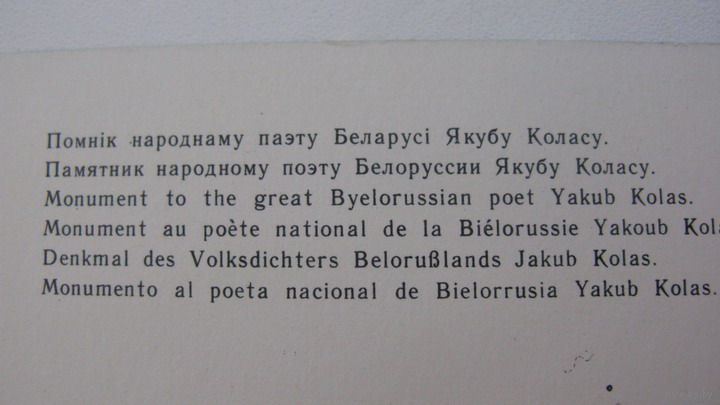 Помнік народнаму паэту Беларусі Якубу Коласу.
Памятник народному поэту Белоруссии Якубу Коласу.
Monument to the great Byelorussian poet Yakub Kolas.
Monument au poète national de la Biélorussie Yakoub Kola
Denkmal des Volksdichters Belorußlands Jakub Kolas.
Monumento al poeta nacional de Bielorrusia Yakub Kolas.